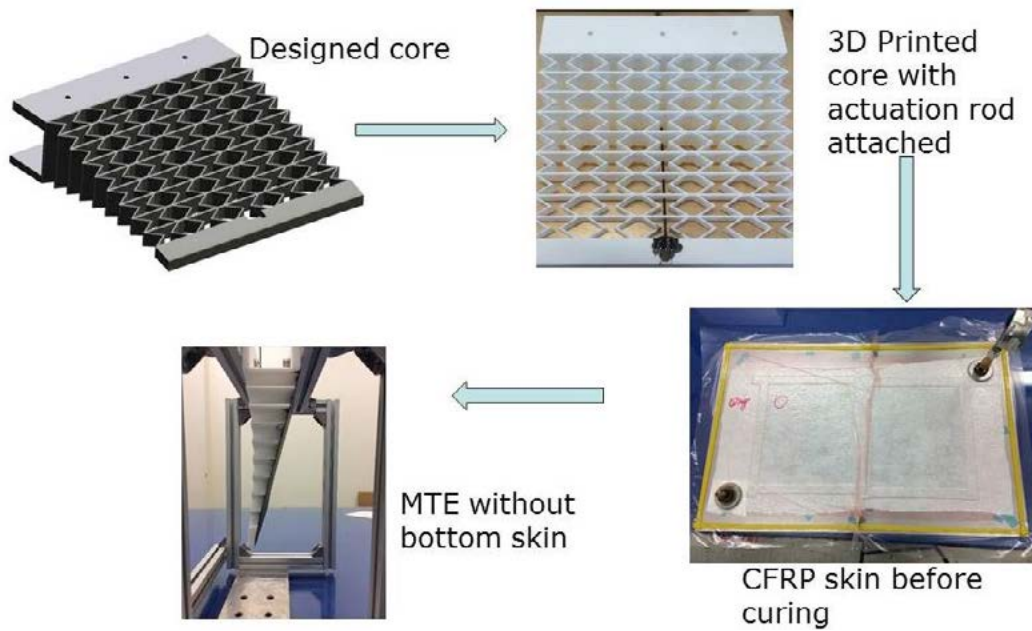 Designed core
3D Printed
core with
actuation rod
attached
MTE without
bottom skin
CFRP skin before
curing